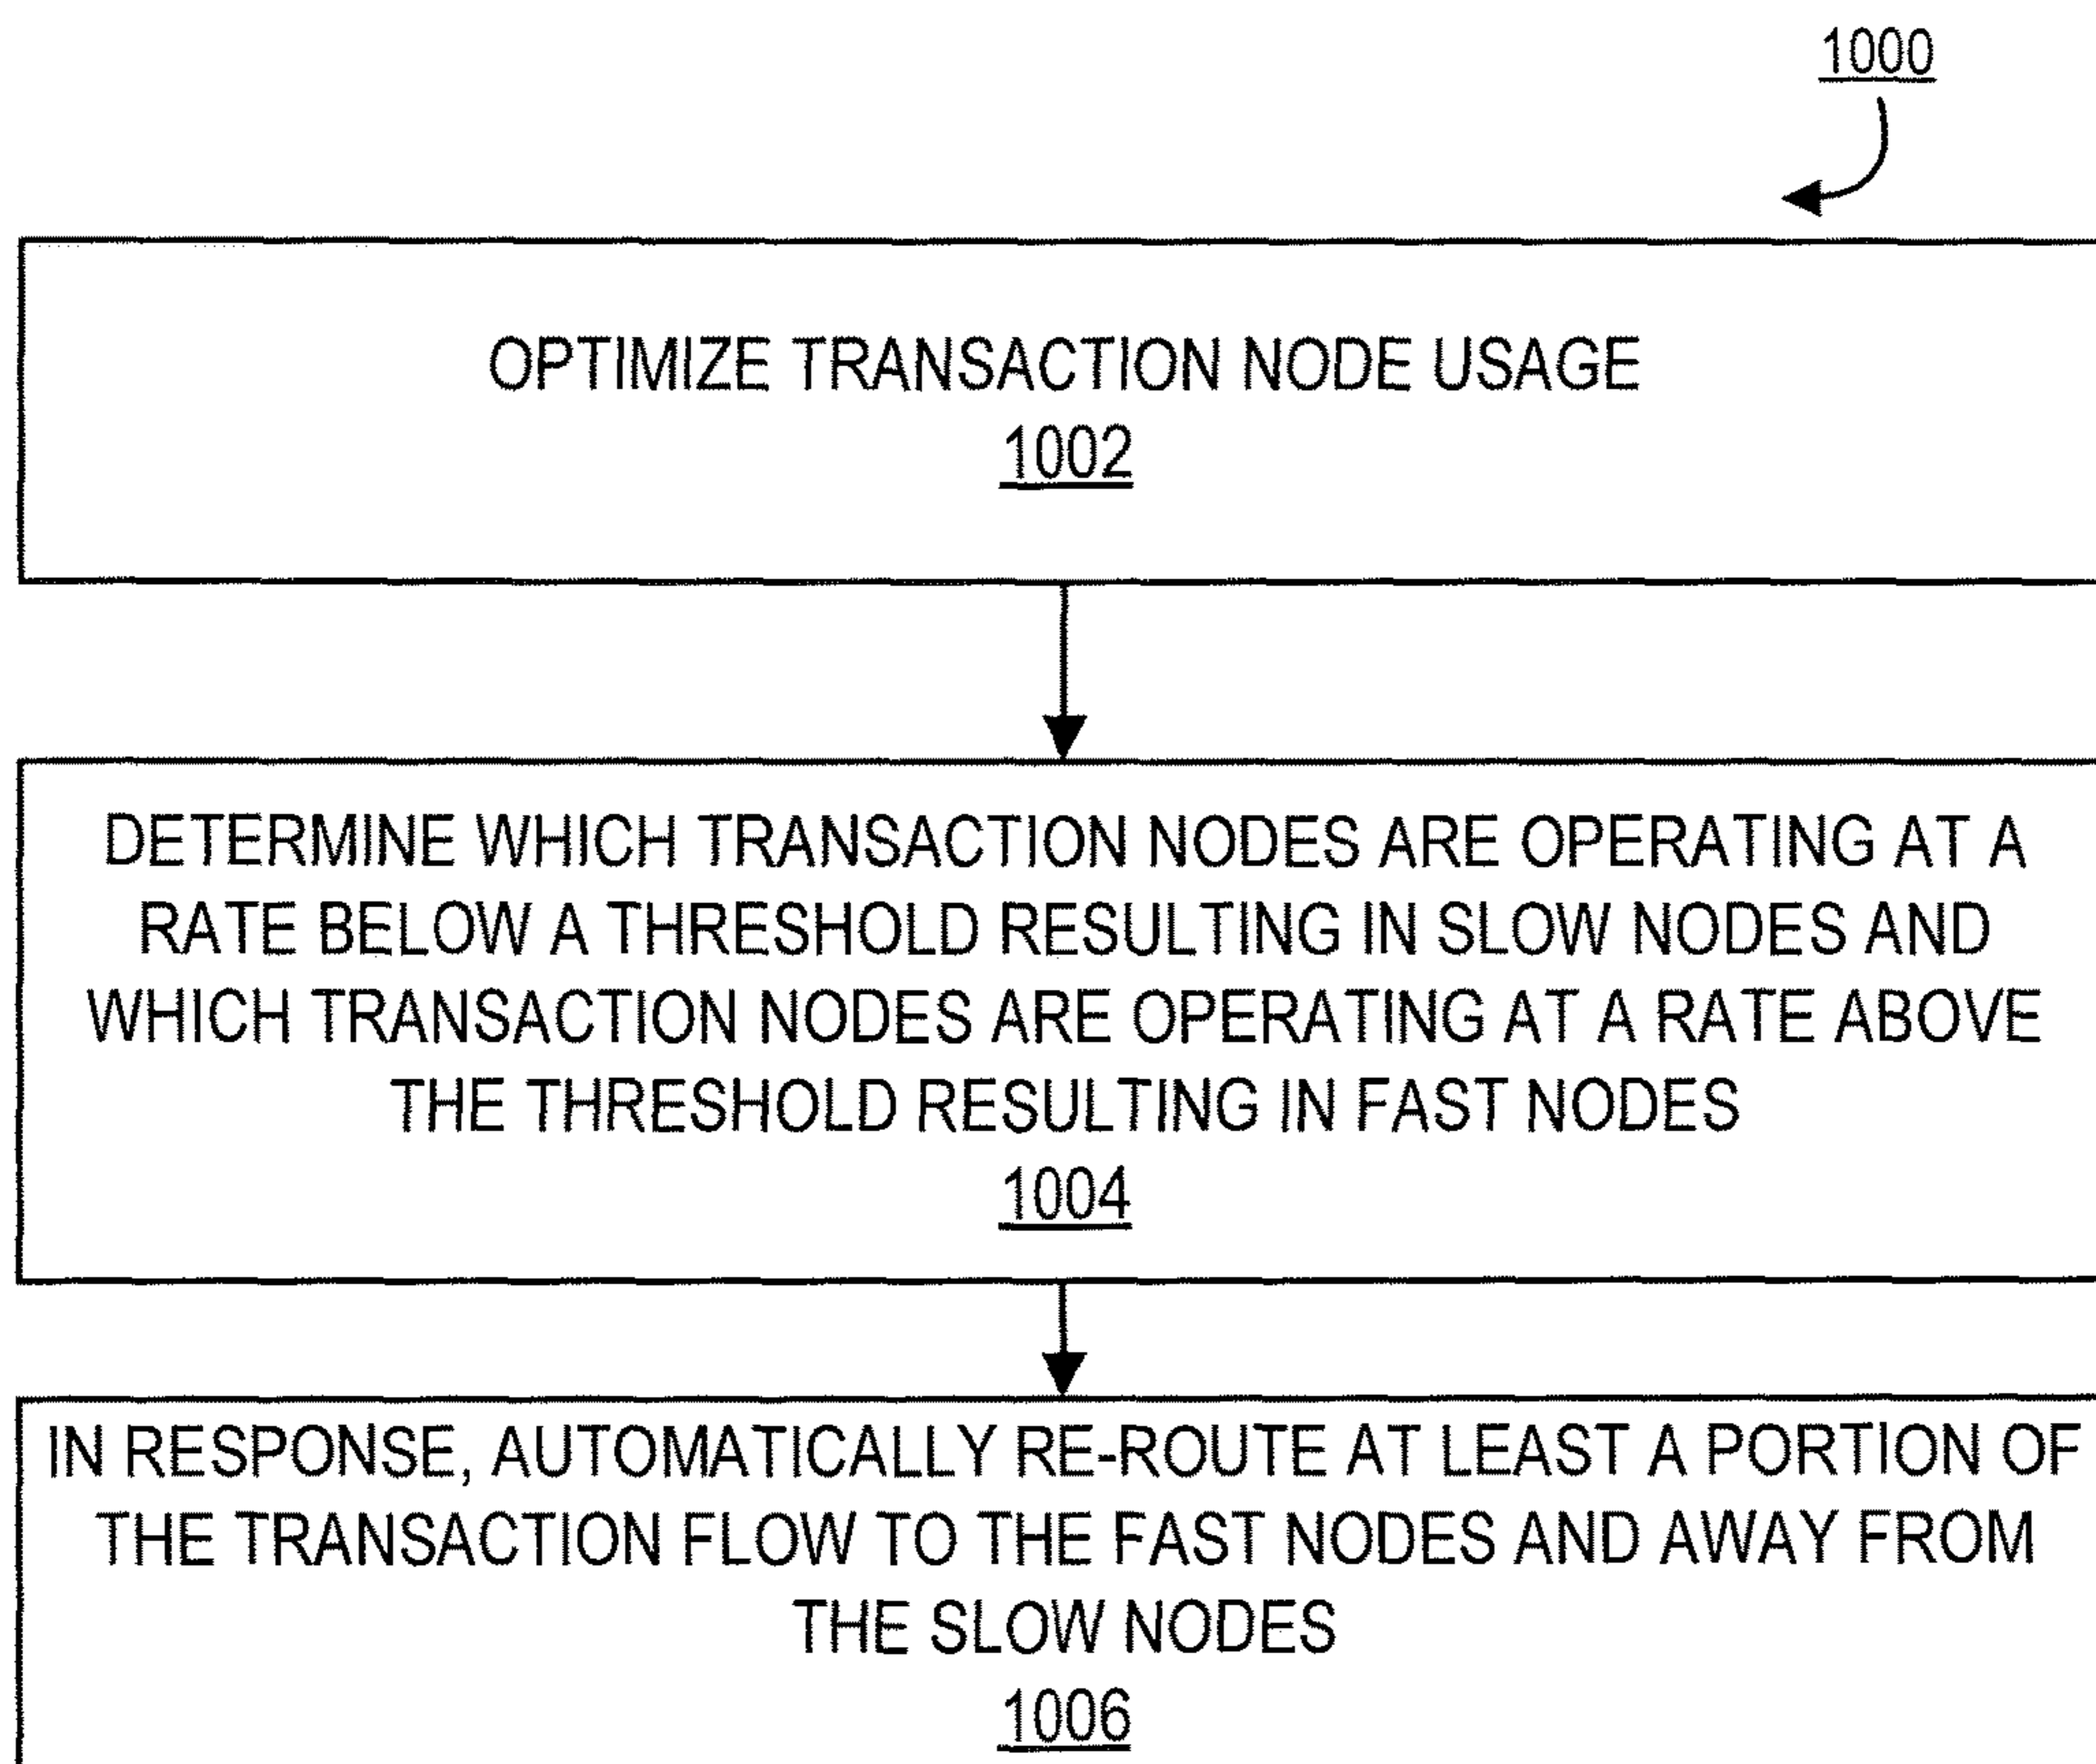 1000
OPTIMIZE TRANSACTION NODE USAGE
1002
DETERMINE WHICH TRANSACTION NODES ARE OPERATING AT A
RATE BELOW A THRESHOLD RESULTING IN SLOW NODES AND
WHICH TRANSACTION NODES ARE OPERATING AT A RATE ABOVE
THE THRESHOLD RESULTING IN FAST NODES
1004
IN RESPONSE, AUTOMATICALLY RE-ROUTE AT LEAST A PORTION OF
THE TRANSACTION FLOW TO THE FAST NODES AND AWAY FROM
THE SLOW NODES
1006